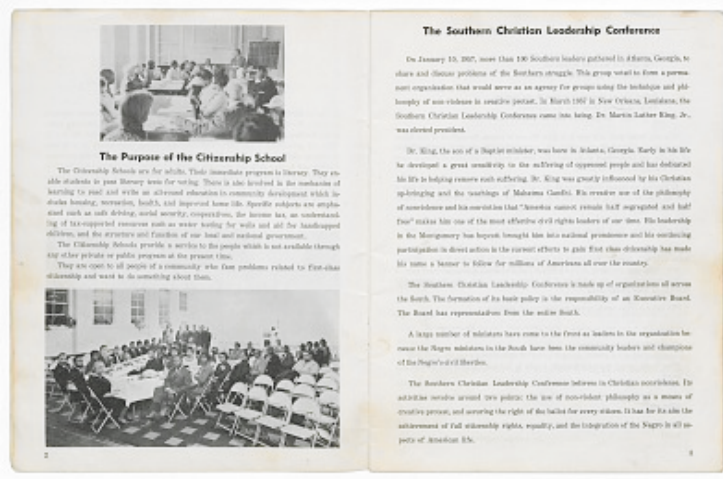 The Purpose of the Citizenship School
The Citizenship Schools are for adults. Their immediate program is literacy. They en-
able students to pass literacy tests for voting. There is also involved in the mechanics of
learning to read and write an all-around education in community development which in-
cludes housing, recreation, health, and improved home life. Specific subjects are empha-
sized such as safe driving, social security, cooperatives, the income tax, an understand-
ing of tax-supported resources such as water testing for wells and aid for handicapped
children, and the structure and function of our local and national government.
The Citizenship Schools provide a service to the people which is not available through
any other private or public program at the present time.
They are open to all people of a community who face problems related to first-class
citizenship and want to do something about them.
2
The Southern Christian Leadership Conference
On January 10, 1957, more than 100 Southern leaders gathered in Atlanta, Georgia, to
share and discuss problems of the Southern struggle. This group voted to form a perma-
nent organization that would serve as an agency for groups using the technique and phi-
losophy of non-violence in creative protest. In March 1957 in New Orleans, Louisiana, the
Southern Christian Leadership Conference came into being. Dr. Martin Luther King, Jr.,
was elected president.
Dr. King, the son of a Baptist minister, was born in Atlanta, Georgia. Early in his life
he developed a great sensitivity to the suffering of oppressed people and has dedicated
his life to helping remove such suffering. Dr. King was greatly influenced by his Christian
up-bringing and the teachings of Mahatma Gandhi. His creative use of the philosophy
of nonviolence and his conviction that "America cannot remain half segregated and half
free" makes him one of the most effective civil rights leaders of our time. His leadership
in the Montgomery bus boycott brought him into national prominence and his continuing
participation in direct action in the current efforts to gain first class citizenship has made
his name a banner to follow for millions of Americans all over the country.
The Southern Christian Leadership Conference is made up of organizations all across
the South. The formation of its basic policy is the responsibility of an Executive Board.
The Board has representatives from the entire South.
A large number of ministers have come to the front as leaders in the organization be-
cause the Negro ministers in the South have been the community leaders and champions
of the Negro's civil liberties.
The Southern Christian Leadership Conference believes in Christian nonviolence. Its
activities revolve around two points: the use of non-violent philosophy as a means of
creative protest, and securing the right of the ballot for every citizen. It has for its aim the
achievement of full citizenship rights, equality, and the integration of the Negro in all as-
pects of American life.